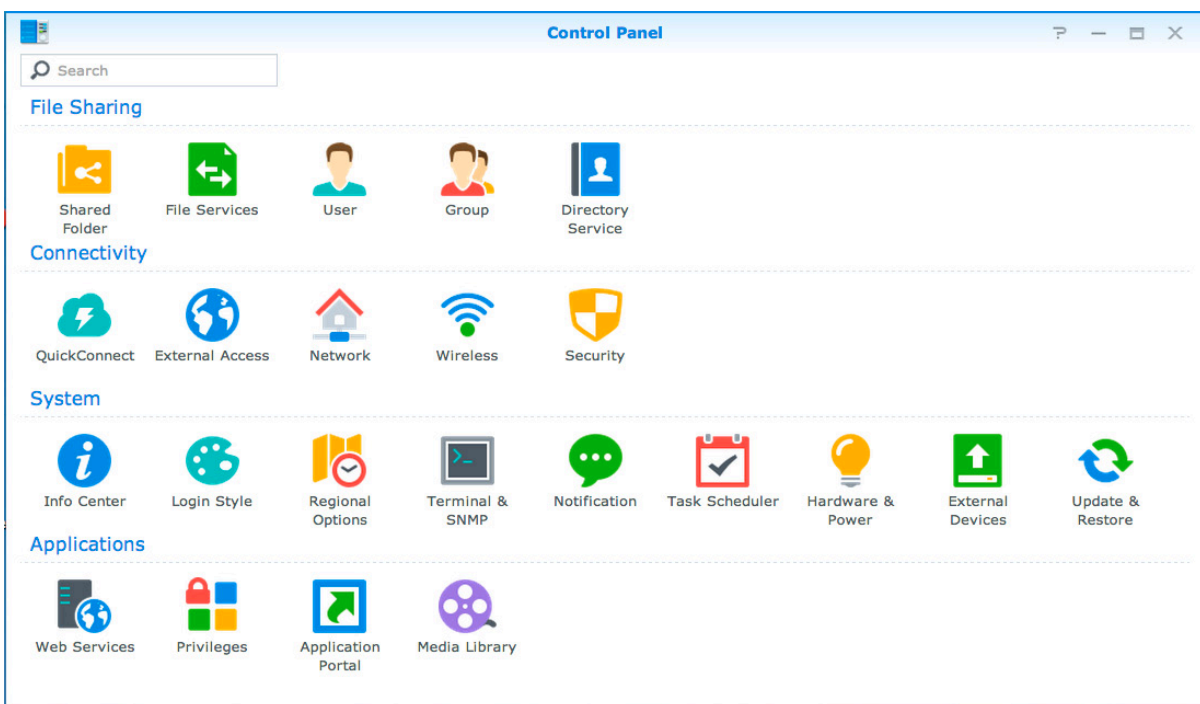 Control Panel
Search
File Sharing
Shared Folder
File Services
User
Group
Directory Service
Connectivity
QuickConnect
External Access
Network
Wireless
Security
System
Info Center
Login Style
Regional Options
Terminal & SNMP
Notification
Task Scheduler
Hardware & Power
External Devices
Update & Restore
Applications
Web Services
Privileges
Application Portal
Media Library